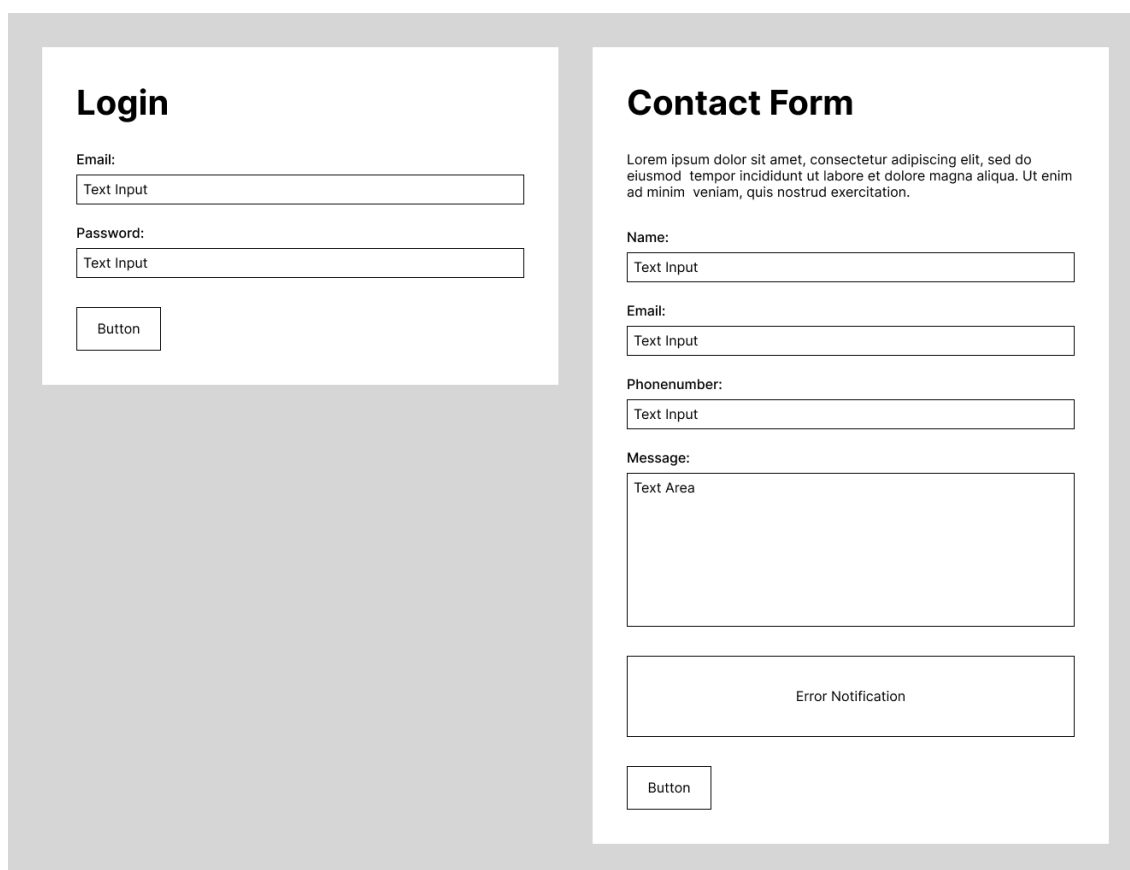 Login
Email:
Text Input
Password:
Text Input
Button
Contact Form
Lorem ipsum dolor sit amet, consectetur adipiscing elit, sed do
eiusmod  tempor incididunt ut labore et dolore magna aliqua. Ut enim
ad minim  veniam, quis nostrud exercitation.
Name:
Text Input
Email:
Text Input
Phonenumber:
Text Input
Message:
Text Area
Error Notification
Button